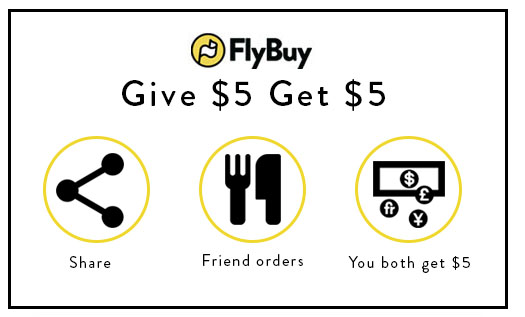 FlyBuy
Give $5 Get $5
$
£
¥
Share
Friend orders
You both get $5